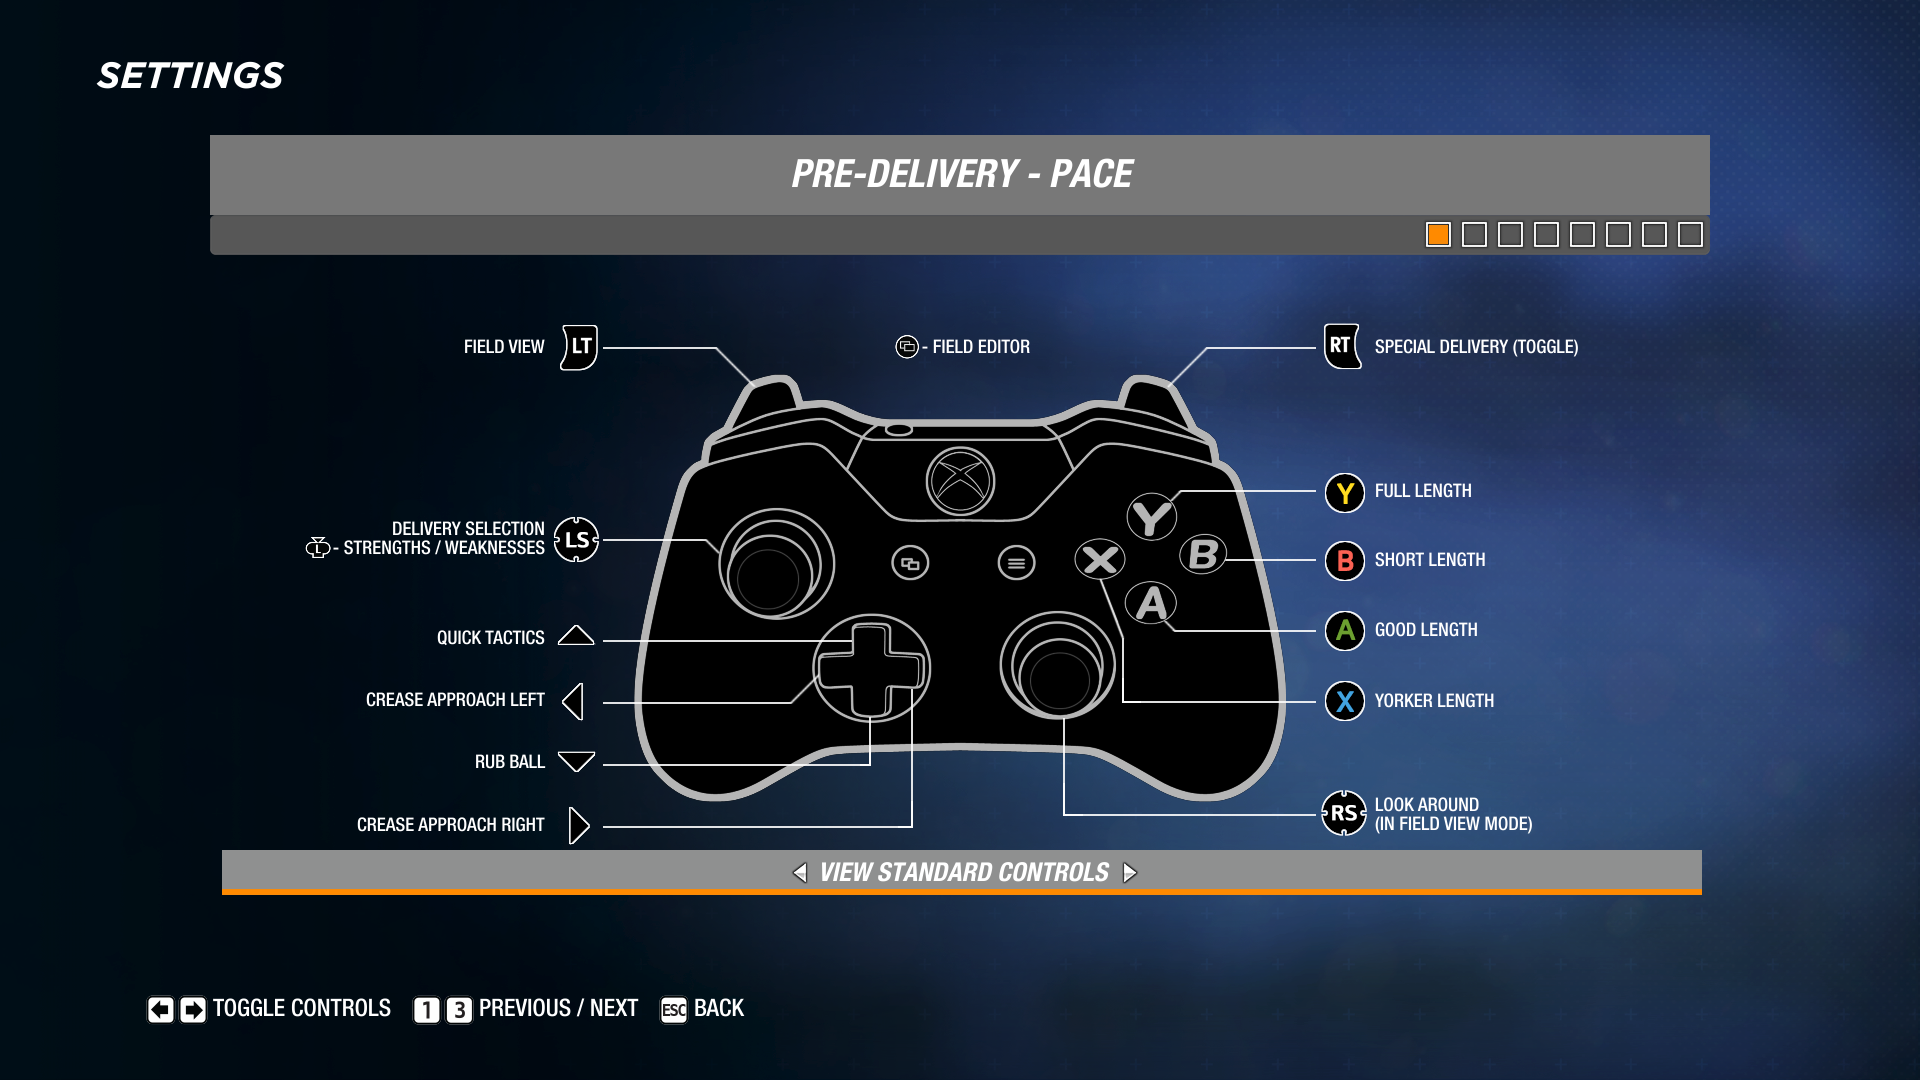 SETTINGS
PRE-DELIVERY - PACE
FIELD VIEW LT
- FIELD EDITOR
RT SPECIAL DELIVERY (TOGGLE)
Y FULL LENGTH
DELIVERY SELECTION LS
L - STRENGTHS / WEAKNESSES
Y
X B
A
B SHORT LENGTH
QUICK TACTICS
A GOOD LENGTH
CREASE APPROACH LEFT
X YORKER LENGTH
RUB BALL
CREASE APPROACH RIGHT
RS LOOK AROUND
(IN FIELD VIEW MODE)
VIEW STANDARD CONTROLS
TOGGLE CONTROLS 1 3 PREVIOUS / NEXT ESC BACK